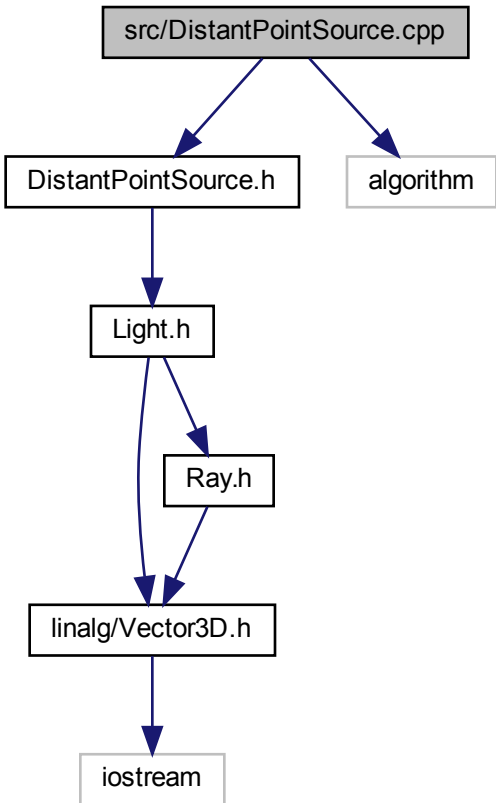 src/DistantPointSource.cpp
DistantPointSource.h
algorithm
Light.h
Ray.h
linalg/Vector3D.h
iostream